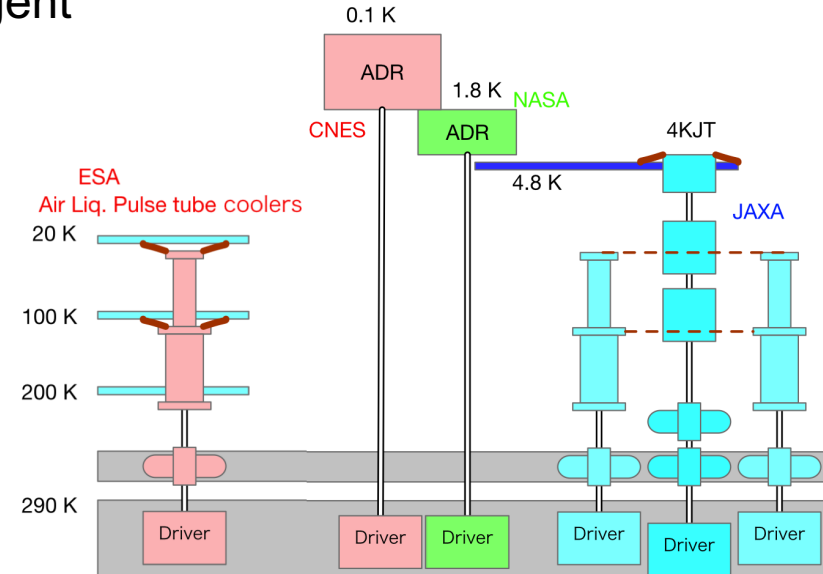 0.1 K
ADR
1.8 K
NASA
CNES
ADR
4KJT
ESA
4.8 K
Air Liq. Pulse tube coolers
JAXA
20 K
100 K
200 K
290 K
Driver
Driver
Driver
Driver
Driver
Driver